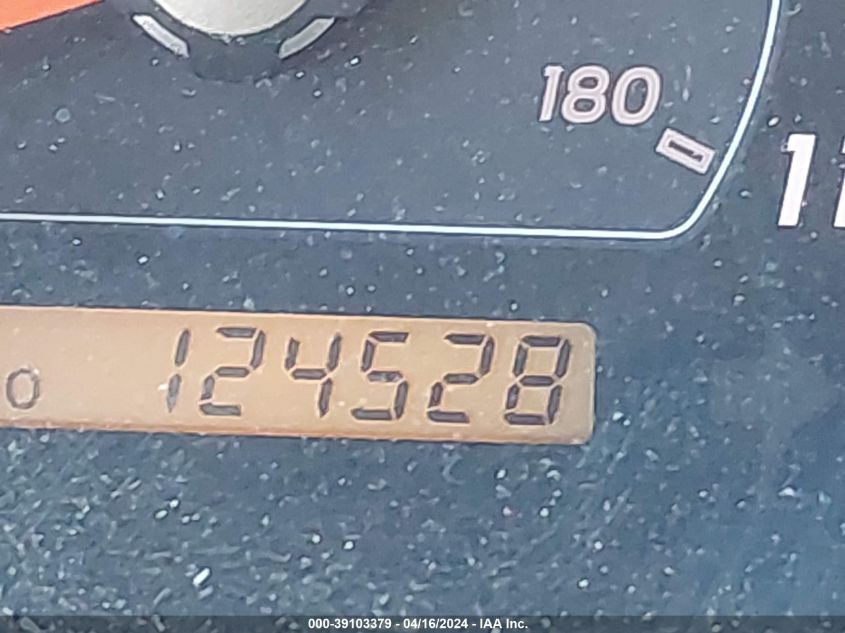 180
O 124528
000-39103379 - 04/16/2024 - IAA Inc.